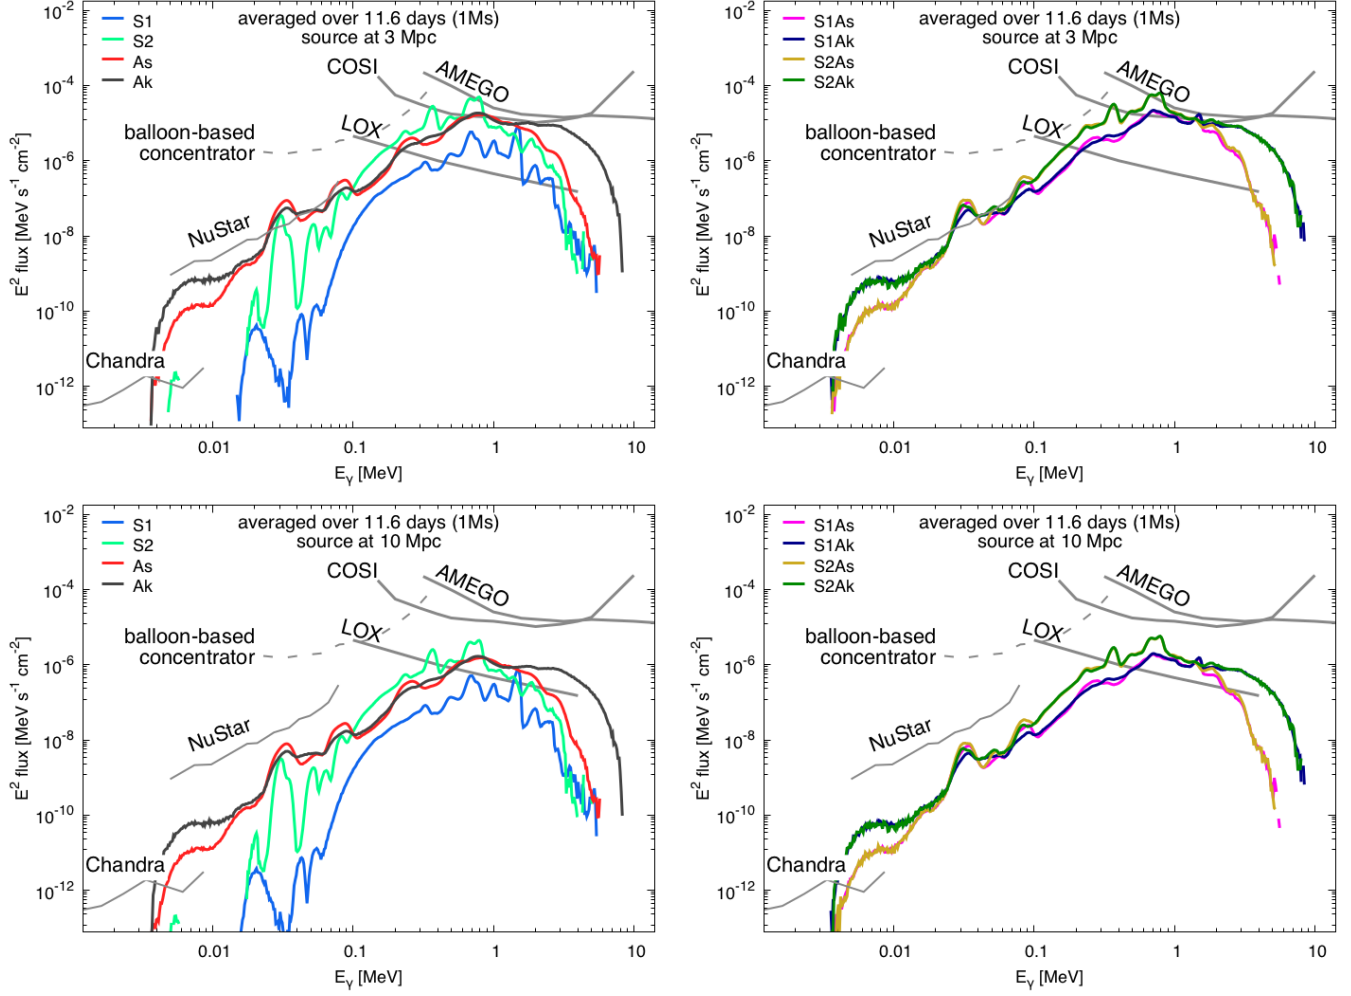 averaged over 11.6 days (1Ms)
source at 3 Mpc
S1
S2
As
Ak
COSI
AMEGO
LOX
balloon-based
concentrator
NuStar
Chandra
10⁻²
10⁻⁴
10⁻⁶
10⁻⁸
10⁻¹⁰
10⁻¹²
E² flux [MeV s⁻¹ cm⁻²]
0.01 0.1 1 10
Eᵧ [MeV]
averaged over 11.6 days (1Ms)
source at 3 Mpc
S1As
S1Ak
S2As
S2Ak
COSI
AMEGO
LOX
balloon-based
concentrator
NuStar
Chandra
10⁻²
10⁻⁴
10⁻⁶
10⁻⁸
10⁻¹⁰
10⁻¹²
E² flux [MeV s⁻¹ cm⁻²]
0.01 0.1 1 10
Eᵧ [MeV]
averaged over 11.6 days (1Ms)
source at 10 Mpc
S1
S2
As
Ak
COSI
AMEGO
LOX
balloon-based
concentrator
NuStar
Chandra
10⁻²
10⁻⁴
10⁻⁶
10⁻⁸
10⁻¹⁰
10⁻¹²
E² flux [MeV s⁻¹ cm⁻²]
0.01 0.1 1 10
Eᵧ [MeV]
averaged over 11.6 days (1Ms)
source at 10 Mpc
S1As
S1Ak
S2As
S2Ak
COSI
AMEGO
LOX
balloon-based
concentrator
NuStar
Chandra
10⁻²
10⁻⁴
10⁻⁶
10⁻⁸
10⁻¹⁰
10⁻¹²
E² flux [MeV s⁻¹ cm⁻²]
0.01 0.1 1 10
Eᵧ [MeV]